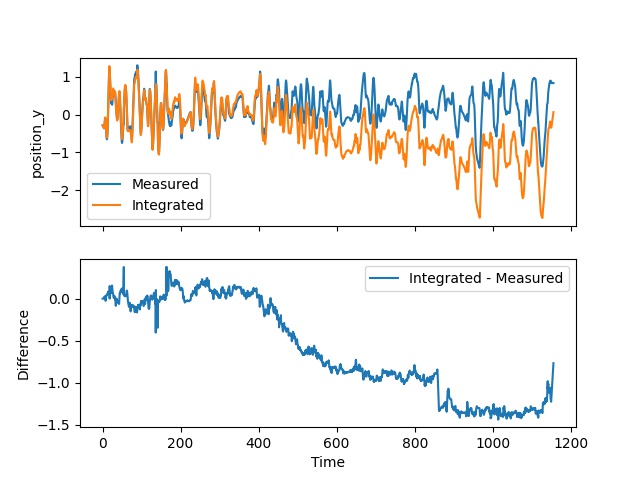 position_y
1
0
−1
−2
Measured
Integrated
Difference
0.0
−0.5
−1.0
−1.5
Integrated - Measured
0
200
400
600
800
1000
1200
Time